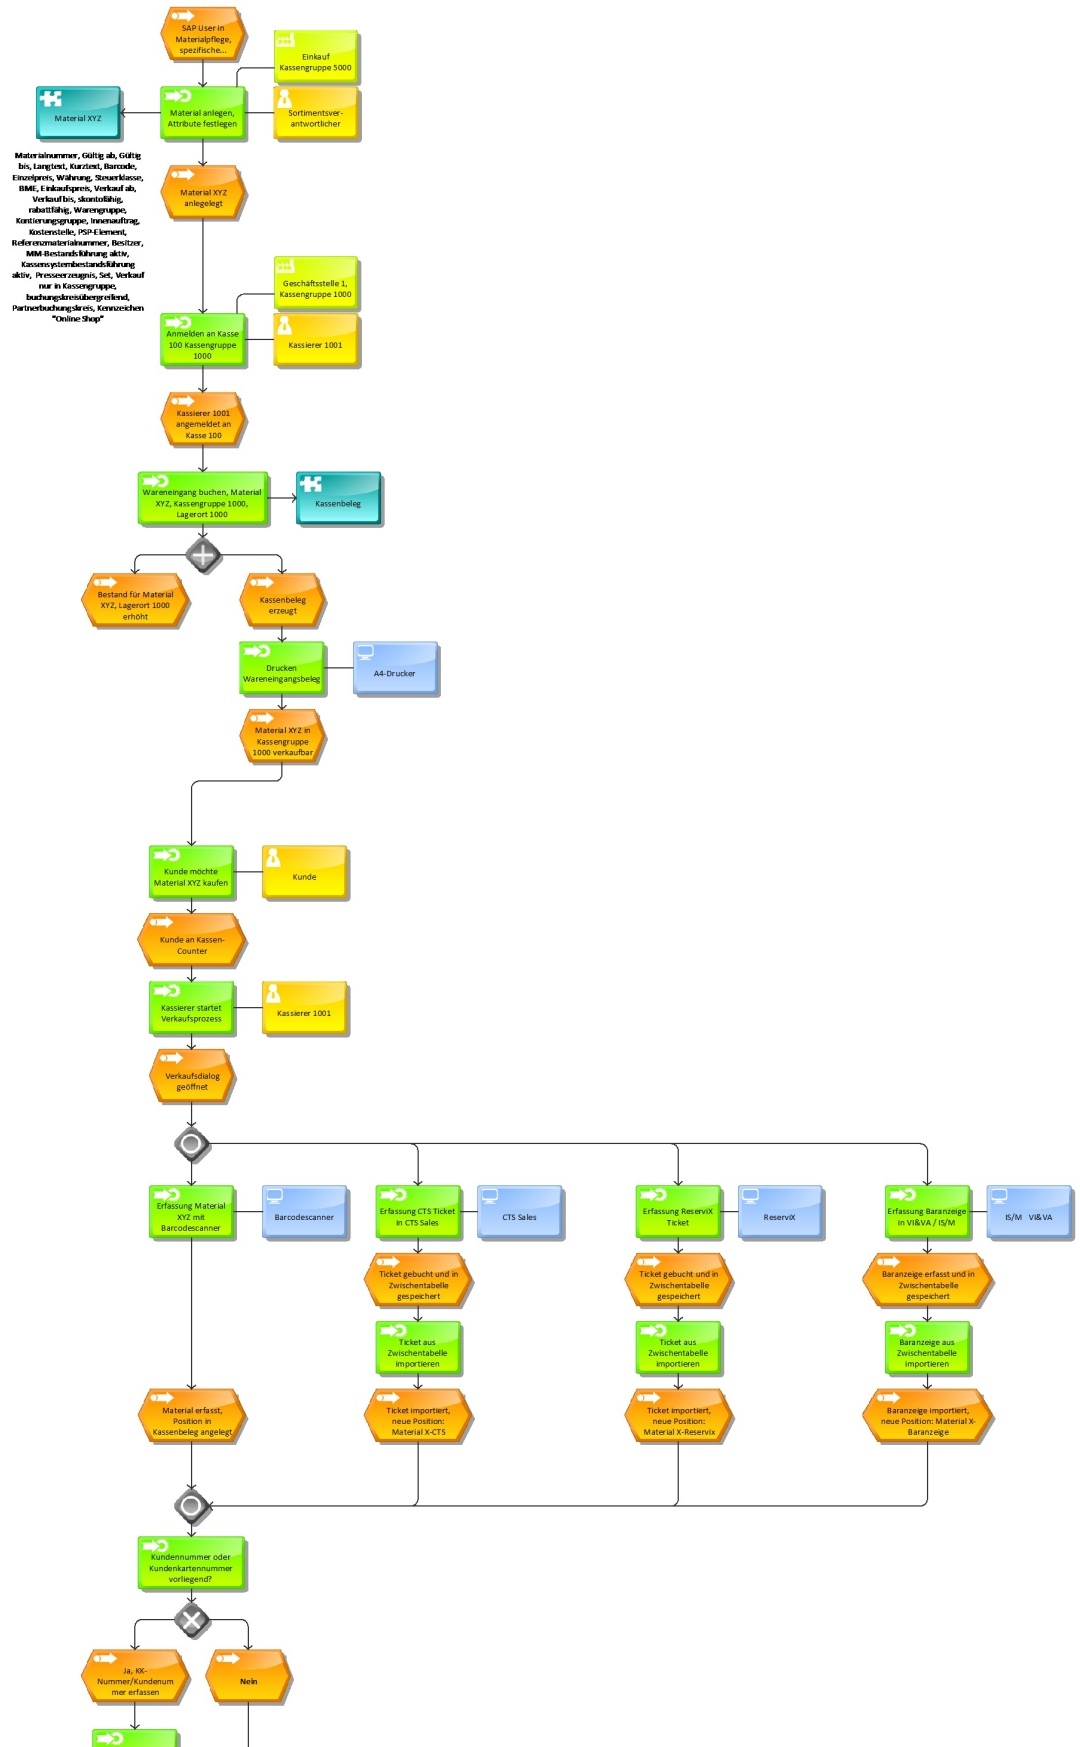 SAP User in
Materialpflege,
spezifische...
Einkauf
Kassengruppe 5000
Material XYZ
Material anlegen,
Attribute festlegen
Sortimentsver-
antwortlicher
Materialnummer, Gültig ab, Gültig
bis, Langtext, Kurztext, Barcode,
Einzelpreis, Währung, Steuerklasse,
BME, Einkaufspreis, Verkauf ab,
Verkauf bis, skontofähig,
rabattfähig, Warengruppe,
Kontierungsgruppe, Innenauftrag,
Kostenstelle, PSP-Element,
Referenzmaterialnummer, Besitzer,
MM-Bestandsführung aktiv,
Kassensystembestandsführung
aktiv, Presseerzeugnis, Set, Verkauf
nur in Kassengruppe,
buchungskreisübergreifend,
Partnerbuchungskreis, Kennzeichen
"Online Shop"
Material XYZ
anlegelegt
Geschäftsstelle 1,
Kassengruppe 1000
Anmelden an Kasse
100 Kassengruppe
1000
Kassierer 1001
Kassierer 1001
angemeldet an
Kasse 100
Wareneingang buchen, Material
XYZ, Kassengruppe 1000,
Lagerort 1000
Kassenbeleg
Bestand für Material
XYZ, Lagerort 1000
erhöht
Kassenbeleg
erzeugt
Drucken
Wareneingangsbeleg
A4-Drucker
Material XYZ in
Kassengruppe
1000 verkaufbar
Kunde möchte
Material XYZ kaufen
Kunde
Kunde an Kassen-
Counter
Kassierer startet
Verkaufsprozess
Kassierer 1001
Verkaufsdialog
geöffnet
Erfassung Material
XYZ mit
Barcodescanner
Barcodescanner
Erfassung CTS Ticket
in CTS Sales
CTS Sales
Erfassung ReserviX
Ticket
ReserviX
Erfassung Baranzeige
in VI&VA / IS/M
IS/M VI&VA
Ticket gebucht und in
Zwischentabelle
gespeichert
Ticket gebucht und in
Zwischentabelle
gespeichert
Baranzeige erfasst und in
Zwischentabelle
gespeichert
Ticket aus
Zwischentabelle
importieren
Ticket aus
Zwischentabelle
importieren
Baranzeige aus
Zwischentabelle
importieren
Material erfasst,
Position in
Kassenbeleg angelegt
Ticket importiert,
neue Position:
Material X-CTS
Ticket importiert,
neue Position:
Material X-Reservix
Baranzeige importiert,
neue Position: Material X-
Baranzeige
Kundennummer oder
Kundenkartennummer
vorliegend?
Ja, KK-
Nummer/Kundenum
mer erfassen
Nein